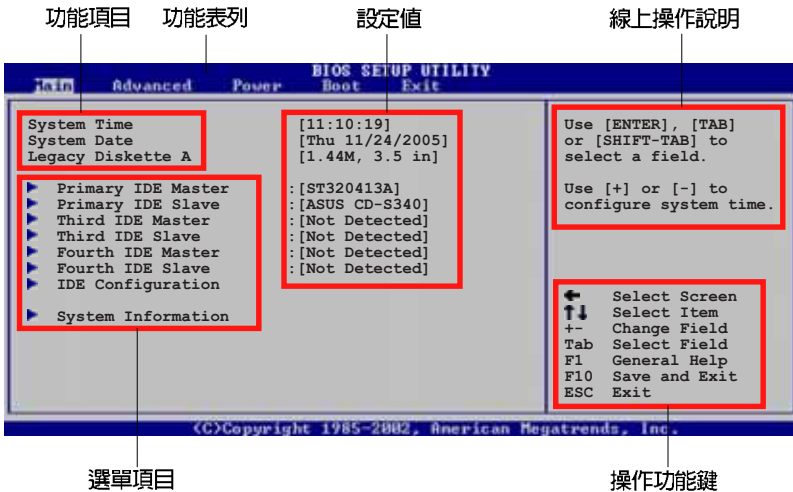 功能項目 功能表列 設定值 線上操作說明
BIOS SETUP UTILITY
Main Advanced Power Boot Exit
System Time [11:10:19]
System Date [Thu 11/24/2005]
Legacy Diskette A [1.44M, 3.5 in]
Primary IDE Master :[ST320413A]
Primary IDE Slave :[ASUS CD-S340]
Third IDE Master :[Not Detected]
Third IDE Slave :[Not Detected]
Fourth IDE Master :[Not Detected]
Fourth IDE Slave :[Not Detected]
IDE Configuration
System Information
Use [ENTER], [TAB]
or [SHIFT-TAB] to
select a field.
Use [+] or [-] to
configure system time.
← Select Screen
↑↓ Select Item
+- Change Field
Tab Select Field
F1 General Help
F10 Save and Exit
ESC Exit
(C)Copyright 1985-2002, American Megatrends, Inc.
選單項目 操作功能鍵